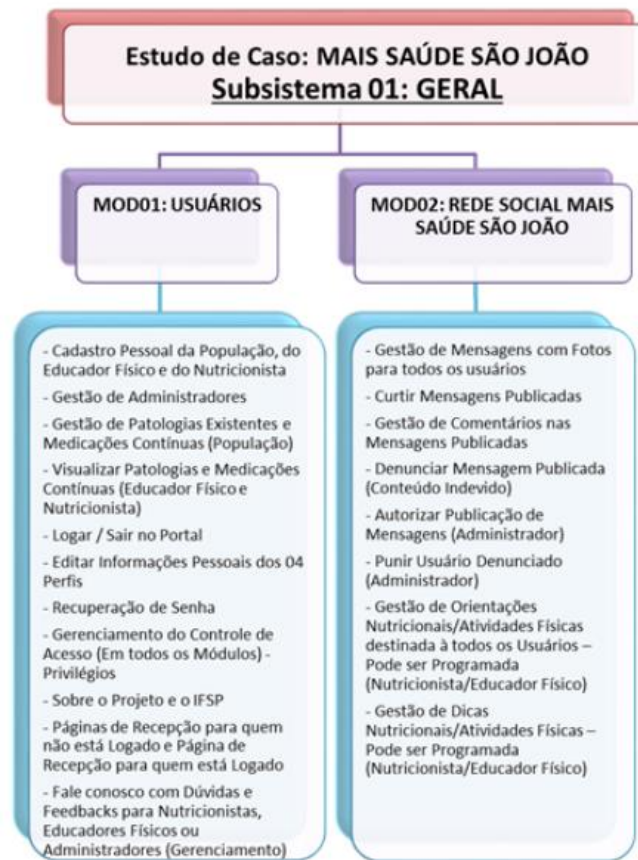 Estudo de Caso: MAIS SAÚDE SÃO JOÃO
Subsistema 01: GERAL
MOD01: USUÁRIOS
- Cadastro Pessoal da População, do
Educador Físico e do Nutricionista
- Gestão de Administradores
- Gestão de Patologias Existentes e
Medicações Contínuas (População)
- Visualizar Patologias e Medicações
Contínuas (Educador Físico e
Nutricionista)
- Logar / Sair no Portal
- Editar Informações Pessoais dos 04
Perfis
- Recuperação de Senha
- Gerenciamento do Controle de
Acesso (Em todos os Módulos) -
Privilégios
- Sobre o Projeto e o IFSP
- Páginas de Recepção para quem
não está Logado e Página de
Recepção para quem está Logado
- Fale conosco com Dúvidas e
Feedbacks para Nutricionistas,
Educadores Físicos ou
Administradores (Gerenciamento)
MOD02: REDE SOCIAL MAIS
SAÚDE SÃO JOÃO
- Gestão de Mensagens com Fotos
para todos os usuários
- Curtir Mensagens Publicadas
- Gestão de Comentários nas
Mensagens Publicadas
- Denunciar Mensagem Publicada
(Conteúdo Indevido)
- Autorizar Publicação de
Mensagens (Administrador)
- Punir Usuário Denunciado
(Administrador)
- Gestão de Orientações
Nutricionais/Atividades Físicas
destinada à todos os Usuários –
Pode ser Programada
(Nutricionista/Educador Físico)
- Gestão de Dicas
Nutricionais/Atividades Físicas –
Pode ser Programada
(Nutricionista/Educador Físico)